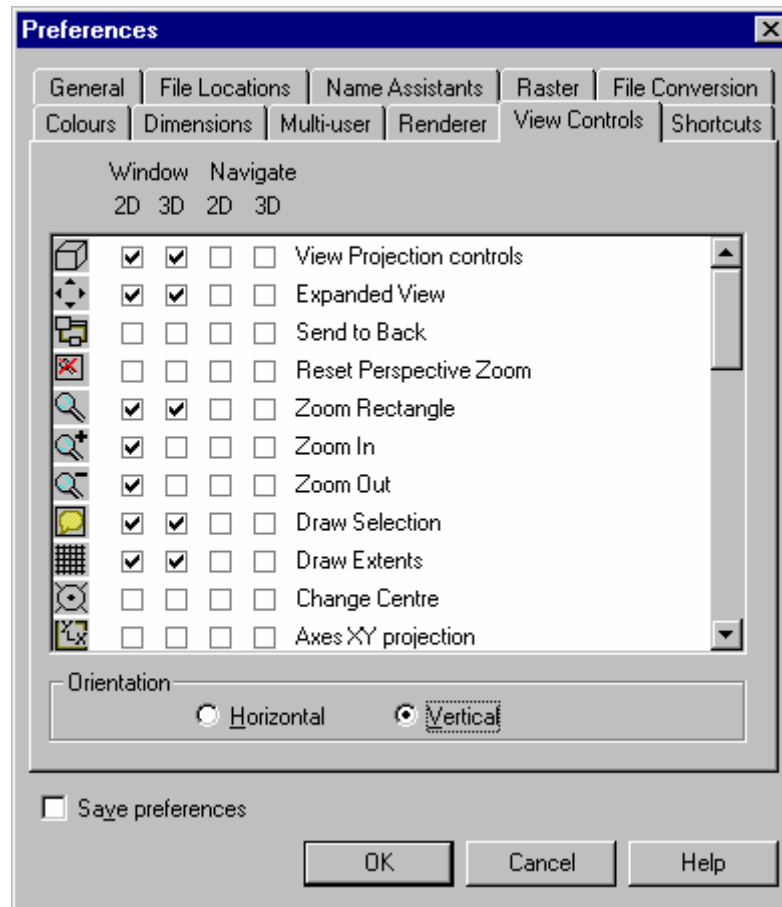 Preferences
General File Locations Name Assistants Raster File Conversion
Colours Dimensions Multi-user Renderer View Controls Shortcuts
Window Navigate
2D 3D 2D 3D
View Projection controls
Expanded View
Send to Back
Reset Perspective Zoom
Zoom Rectangle
Zoom In
Zoom Out
Draw Selection
Draw Extents
Change Centre
Axes XY projection
Orientation
Horizontal Vertical
Save preferences
OK Cancel Help